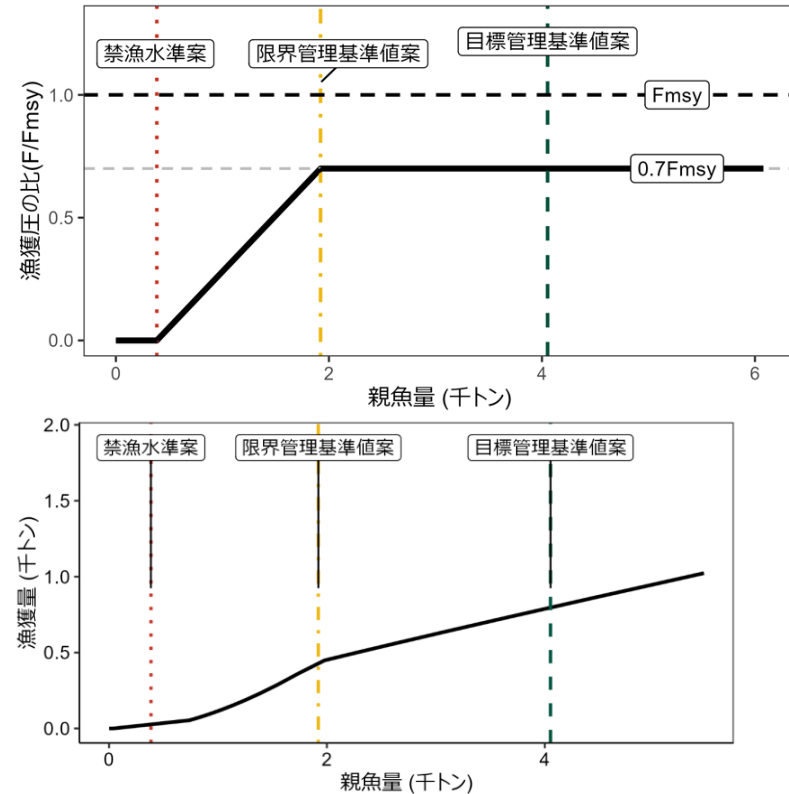 禁漁水準案
限界管理基準値案
目標管理基準値案
Fmsy
0.7Fmsy
漁獲圧の比(F/Fmsy)
1.0
0.5
0.0
0
2
4
6
親魚量 (千トン)
禁漁水準案
限界管理基準値案
目標管理基準値案
漁獲量 (千トン)
2.0
1.5
1.0
0.5
0.0
0
2
4
親魚量 (千トン)